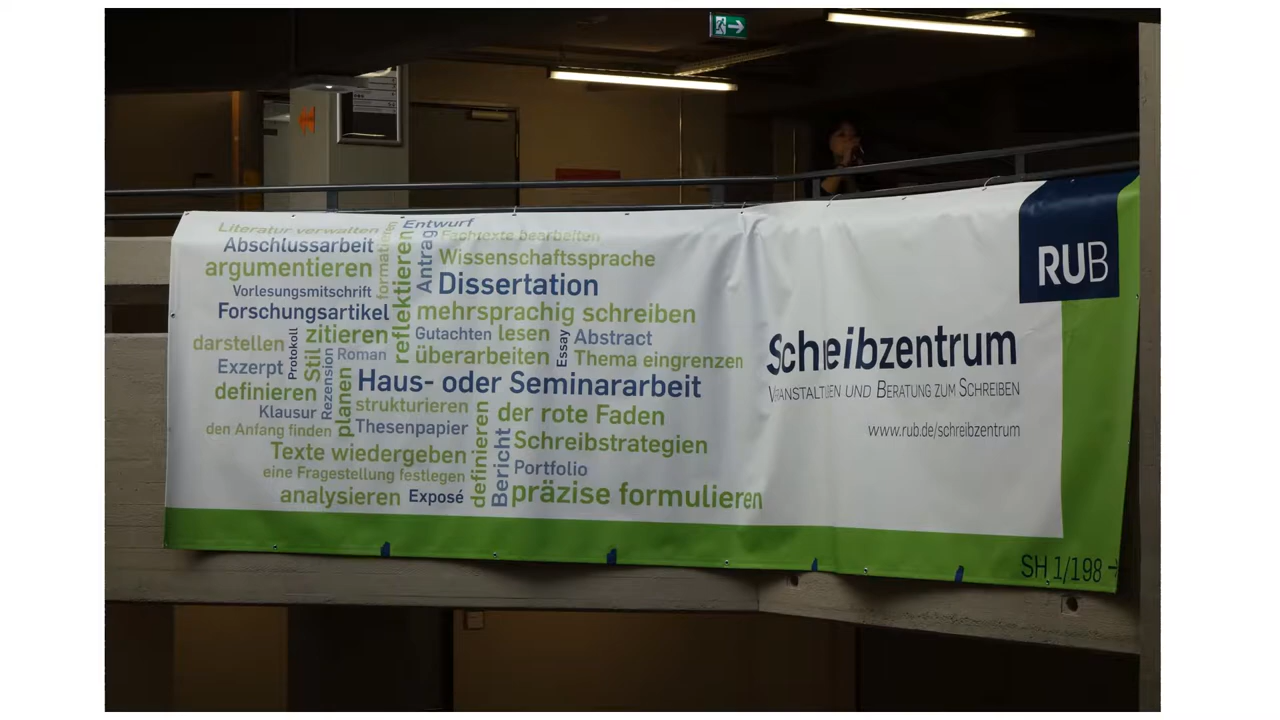 Literatur verwalten
Entwurf
Abschlussarbeit
formatieren
reflektieren
Antrag
Fachtexte bearbeiten
argumentieren
Wissenschaftssprache
Vorlesungsmitschrift
Dissertation
Forschungsartikel
mehrsprachig schreiben
darstellen
Protokoll
zitieren
Gutachten
lesen
Essay
Abstract
Exzerpt
Stil
Rezension
Roman
überarbeiten
Thema eingrenzen
definieren
planen
Haus- oder Seminararbeit
Klausur
strukturieren
definieren
der rote Faden
den Anfang finden
Thesenpapier
Bericht
Schreibstrategien
Texte wiedergeben
eine Fragestellung festlegen
Portfolio
analysieren
Exposé
präzise formulieren
RUB
Schreibzentrum
Veranstaltungen und Beratung zum Schreiben
www.rub.de/schreibzentrum
SH 1/198 →